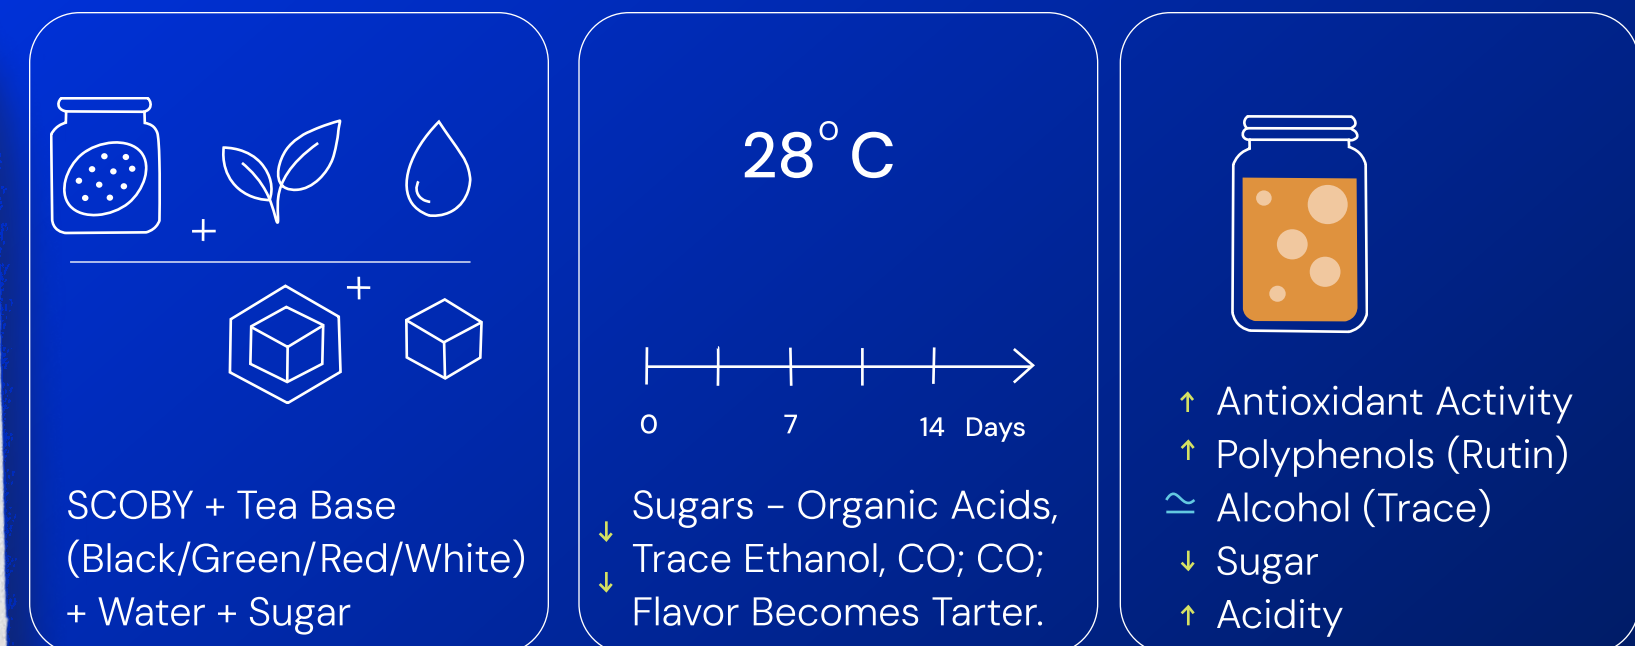 +
+
SCOBY + Tea Base
(Black/Green/Red/White)
+ Water + Sugar
28° C
0 7 14 Days
Sugars – Organic Acids,
↓ Trace Ethanol, CO; CO;
↓ Flavor Becomes Tarter.
↑ Antioxidant Activity
↑ Polyphenols (Rutin)
≃ Alcohol (Trace)
↓ Sugar
↑ Acidity